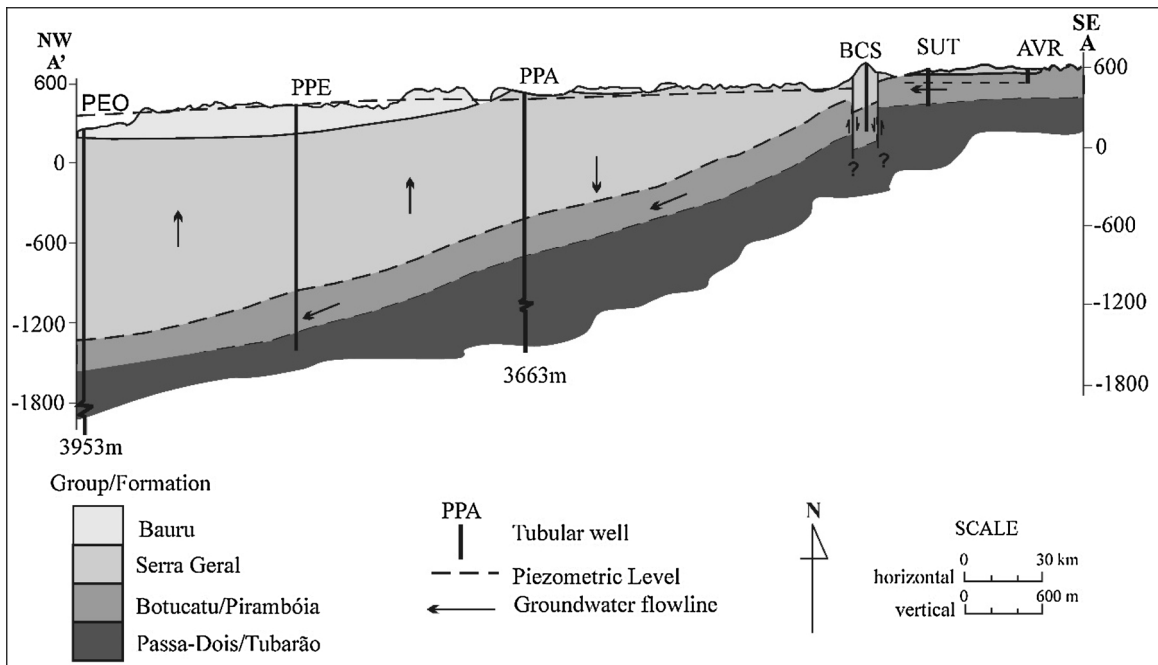 NW
A'
SE
A
PEO
PPE
PPA
BCS
SUT
AVR
600
0
-600
-1200
-1800
600
0
-600
-1200
-1800
?
?
3663m
3953m
Group/Formation
Bauru
Serra Geral
Botucatu/Pirambóia
Passa-Dois/Tubarão
PPA
Tubular well
Piezometric Level
Groundwater flowline
N
SCALE
0 30 km
horizontal
0 600 m
vertical